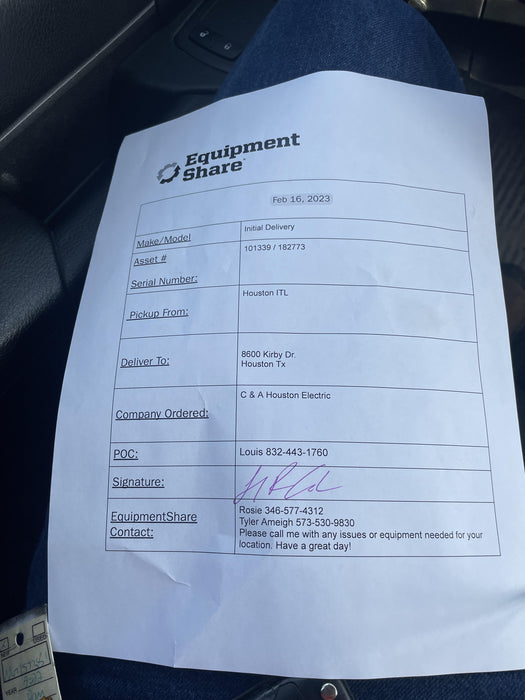 Equipment
Share
Feb 16, 2023
Make/Model
Initial Delivery
Asset #
101339 / 182773
Serial Number:
Pickup From:
Houston ITL
Deliver To:
8600 Kirby Dr.
Houston Tx
Company Ordered:
C & A Houston Electric
POC:
Louis 832-443-1760
Signature:
EquipmentShare
Contact:
Rosie 346-577-4312
Tyler Ameigh 573-530-9830
Please call me with any issues or equipment needed for your
location. Have a great day!
YEAR